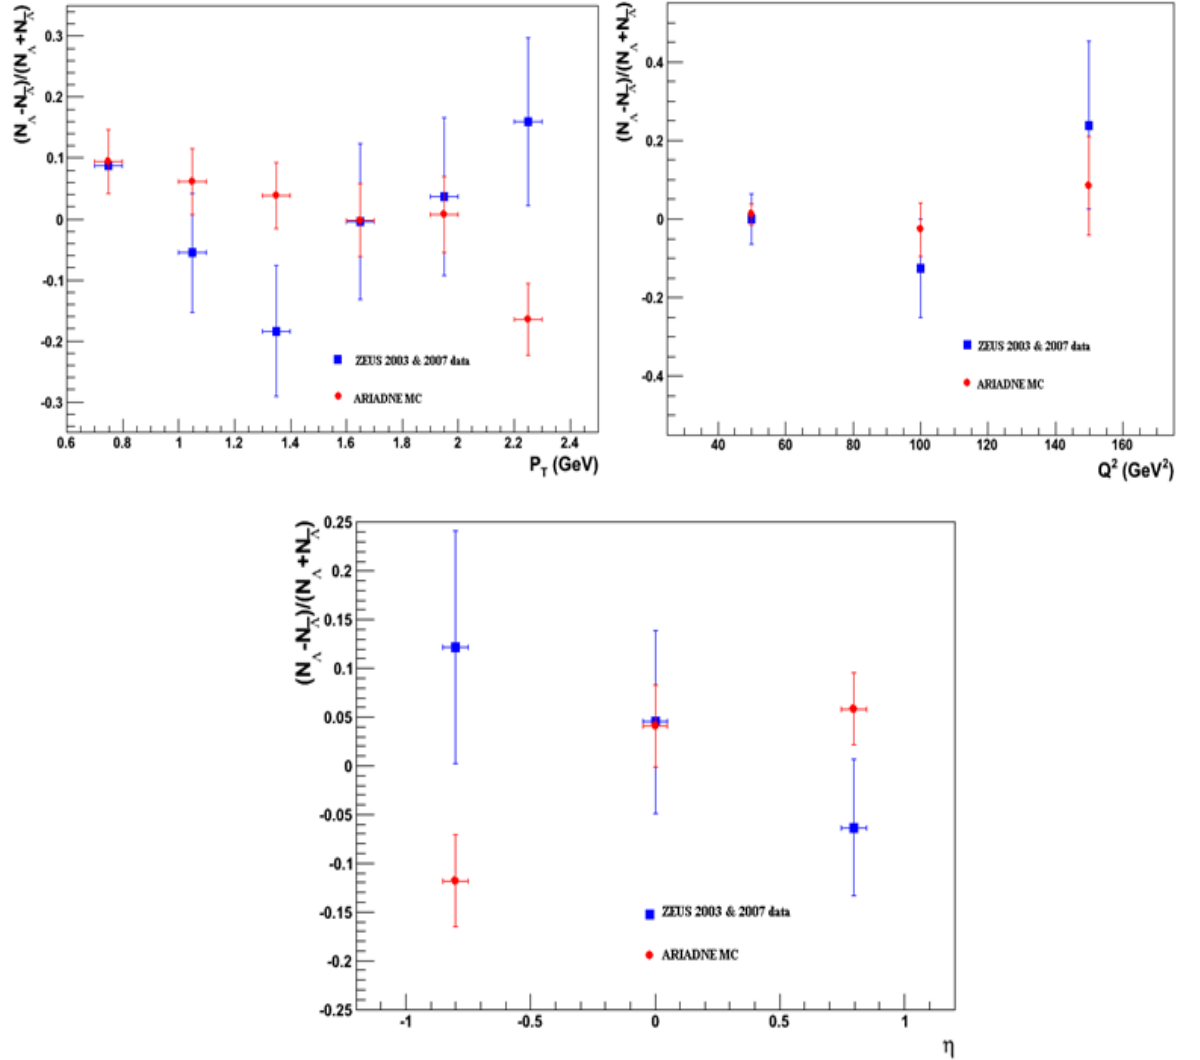 (N_Λ -N_Λ̅)/(N_Λ +N_Λ̅)
0.3
0.2
0.1
0
-0.1
-0.2
-0.3
ZEUS 2003 & 2007 data
ARIADNE MC
0.6 0.8 1 1.2 1.4 1.6 1.8 2 2.2 2.4
P_T (GeV)
(N_Λ -N_Λ̅)/(N_Λ +N_Λ̅)
0.4
0.2
0
-0.2
-0.4
ZEUS 2003 & 2007 data
ARIADNE MC
40 60 80 100 120 140 160
Q² (GeV²)
(N_Λ -N_Λ̅)/(N_Λ +N_Λ̅)
0.25
0.2
0.15
0.1
0.05
0
-0.05
-0.1
-0.15
-0.2
-0.25
ZEUS 2003 & 2007 data
ARIADNE MC
-1 -0.5 0 0.5 1
η